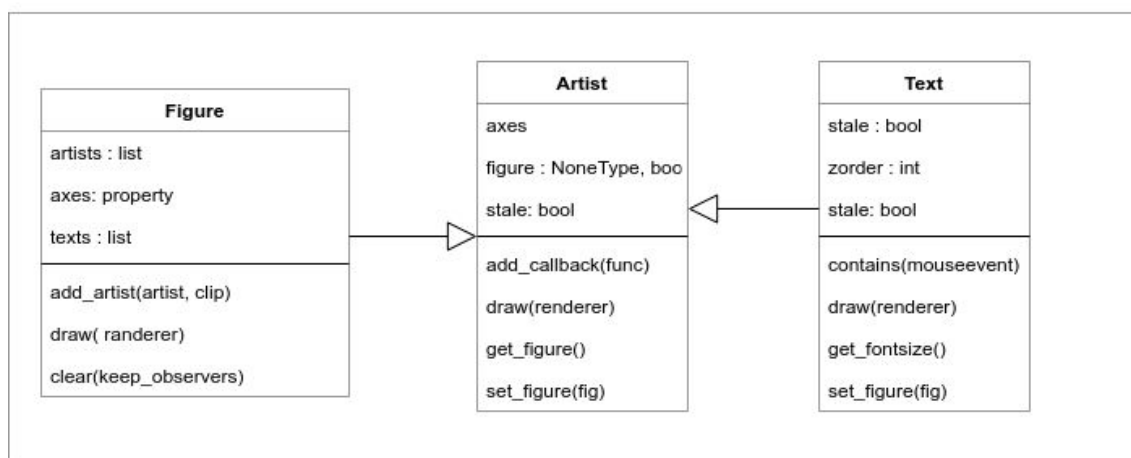 Figure
artists : list
axes: property
texts : list
add_artist(artist, clip)
draw( randerer)
clear(keep_observers)
Artist
axes
figure : NoneType, boo
stale: bool
add_callback(func)
draw(renderer)
get_figure()
set_figure(fig)
Text
stale : bool
zorder : int
stale: bool
contains(mouseevent)
draw(renderer)
get_fontsize()
set_figure(fig)